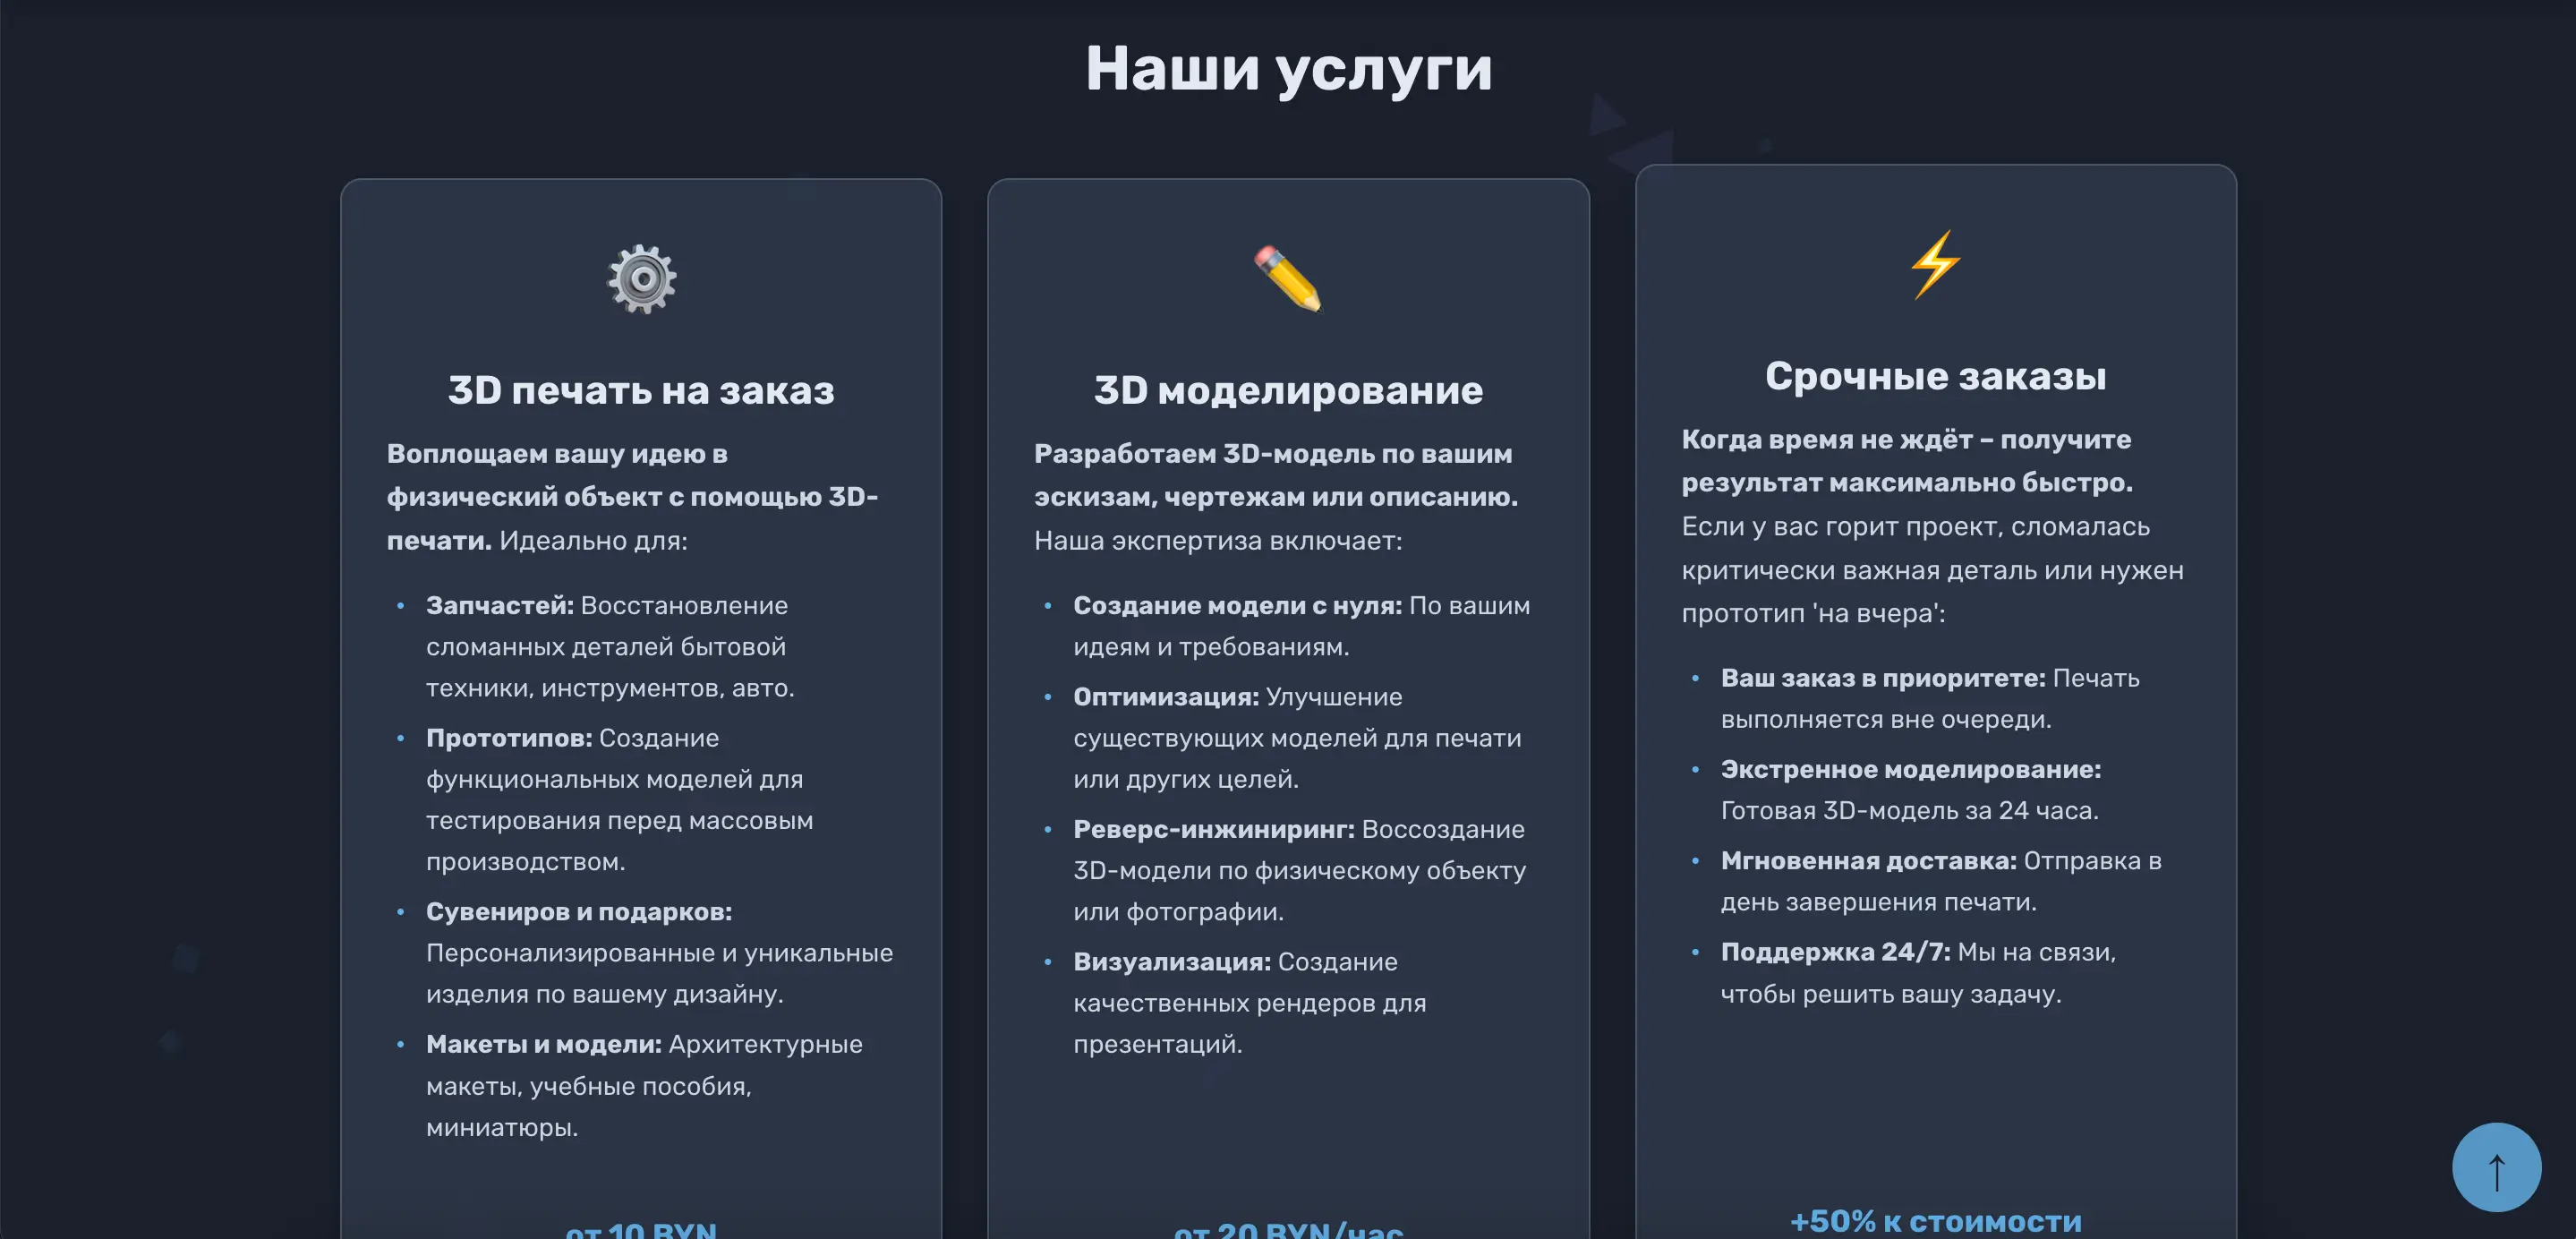 Наши услуги
3D печать на заказ
Воплощаем вашу идею в
физический объект с помощью 3D-
печати. Идеально для:
• Запчастей: Восстановление
сломанных деталей бытовой
техники, инструментов, авто.
• Прототипов: Создание
функциональных моделей для
тестирования перед массовым
производством.
• Сувениров и подарков:
Персонализированные и уникальные
изделия по вашему дизайну.
• Макеты и модели: Архитектурные
макеты, учебные пособия,
миниатюры.
от 10 BYN
3D моделирование
Разработаем 3D-модель по вашим
эскизам, чертежам или описанию.
Наша экспертиза включает:
• Создание модели с нуля: По вашим
идеям и требованиям.
• Оптимизация: Улучшение
существующих моделей для печати
или других целей.
• Реверс-инжиниринг: Воссоздание
3D-модели по физическому объекту
или фотографии.
• Визуализация: Создание
качественных рендеров для
презентаций.
от 20 BYN/час
Срочные заказы
Когда время не ждёт – получите
результат максимально быстро.
Если у вас горит проект, сломалась
критически важная деталь или нужен
прототип 'на вчера':
• Ваш заказ в приоритете: Печать
выполняется вне очереди.
• Экстренное моделирование:
Готовая 3D-модель за 24 часа.
• Мгновенная доставка: Отправка в
день завершения печати.
• Поддержка 24/7: Мы на связи,
чтобы решить вашу задачу.
+50% к стоимости
↑